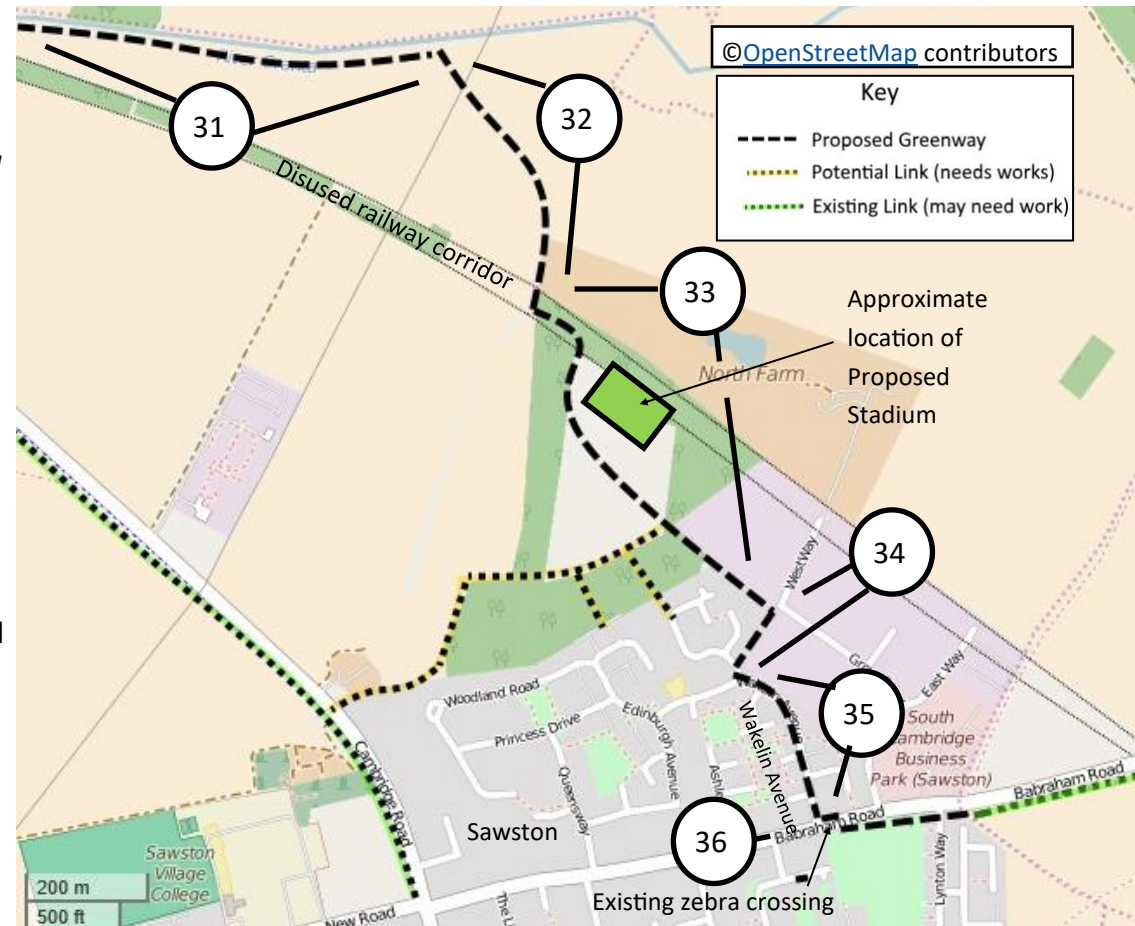 ©OpenStreetMap contributors
Key
Proposed Greenway
Potential Link (needs works)
Existing Link (may need work)
31
32
Disused railway corridor
33
Approximate
location of
Proposed
Stadium
North Farm
West Way
34
East Way
35
South
Cambridge
Business
Park (Sawston)
Woodland Road
Princess Drive
Edinburgh Avenue
Queensway
Wakelin Avenue
Cambridge Road
Babraham Road
Babraham Road
36
Sawston
Sawston
Village
College
Lynton Way
Existing zebra crossing
200 m
500 ft
New Road